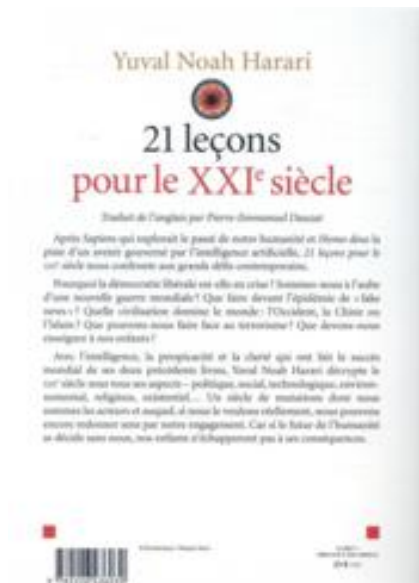 Yuval Noah Harari
21 leçons
pour le XXIe siècle
Traduit de l'anglais par Pierre-Emmanuel Dauzat
Après Sapiens qui explorait le passé de notre humanité et Homo deus la
piste d'un avenir gouverné par l'intelligence artificielle, 21 leçons pour le
XXIe siècle nous confronte aux grands défis contemporains.
Pourquoi la démocratie libérale est-elle en crise ? Sommes-nous à l'aube
d'une nouvelle guerre mondiale ? Que faire devant l'épidémie de « fake
news » ? Quelle civilisation domine le monde : l'Occident, la Chine ou
l'Islam ? Que pouvons-nous faire face au terrorisme ? Que devons-nous
enseigner à nos enfants ?
Avec l'intelligence, la perspicacité et la clarté qui ont fait le succès
mondial de ses deux précédents livres, Yuval Noah Harari décrypte le
XXIe siècle sous tous ses aspects – politique, social, technologique, environ-
nemental, religieux, existentiel… Un siècle de mutations dont nous
sommes les acteurs et auquel, si nous le voulons réellement, nous pouvons
encore redonner sens par notre engagement. Car si le futur de l'humanité
se décide sans nous, nos enfants n'échapperont pas à ses conséquences.